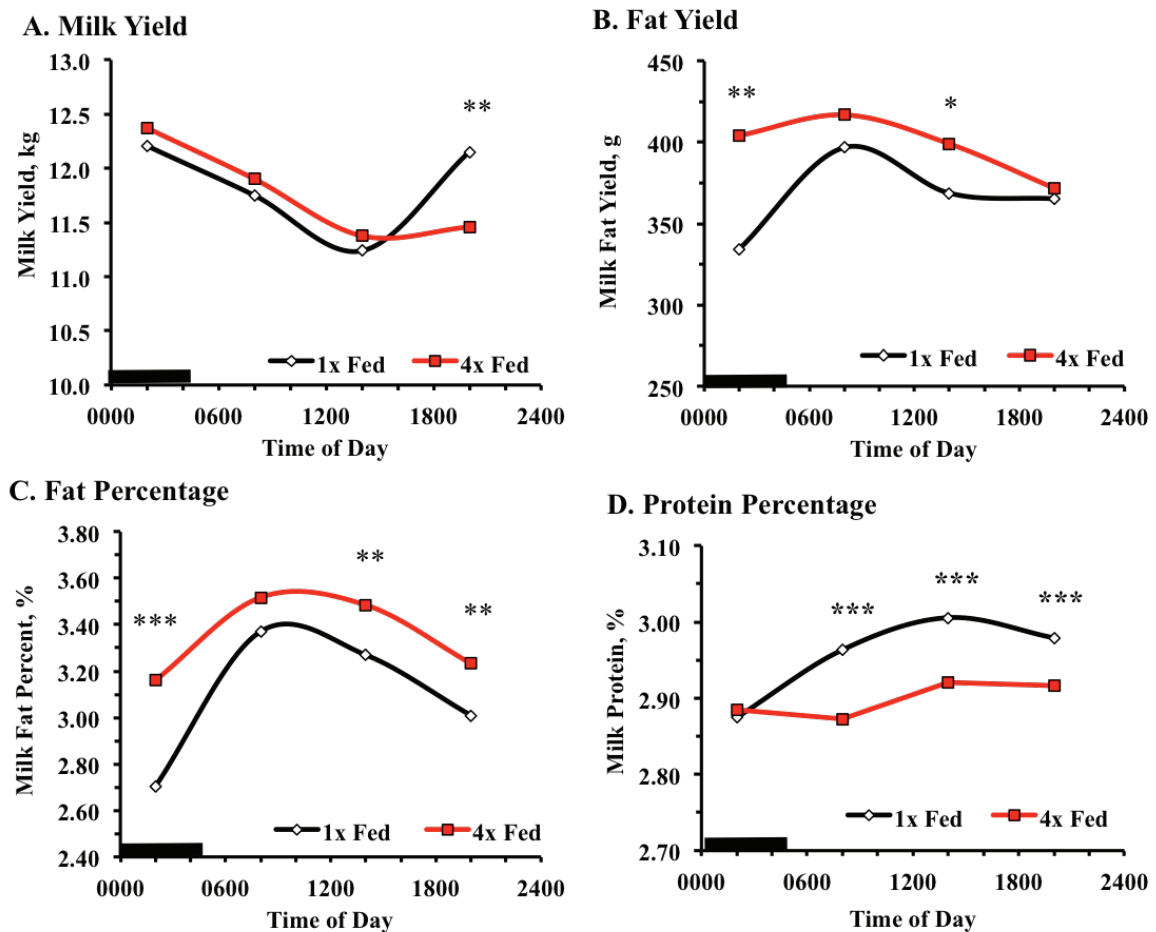 A. Milk Yield
13.0
12.5
12.0
11.5
11.0
10.5
10.0
Milk Yield, kg
**
1x Fed 4x Fed
0000 0600 1200 1800 2400
Time of Day
B. Fat Yield
450
400
350
300
250
Milk Fat Yield, g
** *
1x Fed 4x Fed
0000 0600 1200 1800 2400
Time of Day
C. Fat Percentage
3.80
3.60
3.40
3.20
3.00
2.80
2.60
2.40
Milk Fat Percent, %
*** ** **
1x Fed 4x Fed
0000 0600 1200 1800 2400
Time of Day
D. Protein Percentage
3.10
3.00
2.90
2.80
2.70
Milk Protein, %
*** *** ***
1x Fed 4x Fed
0000 0600 1200 1800 2400
Time of Day